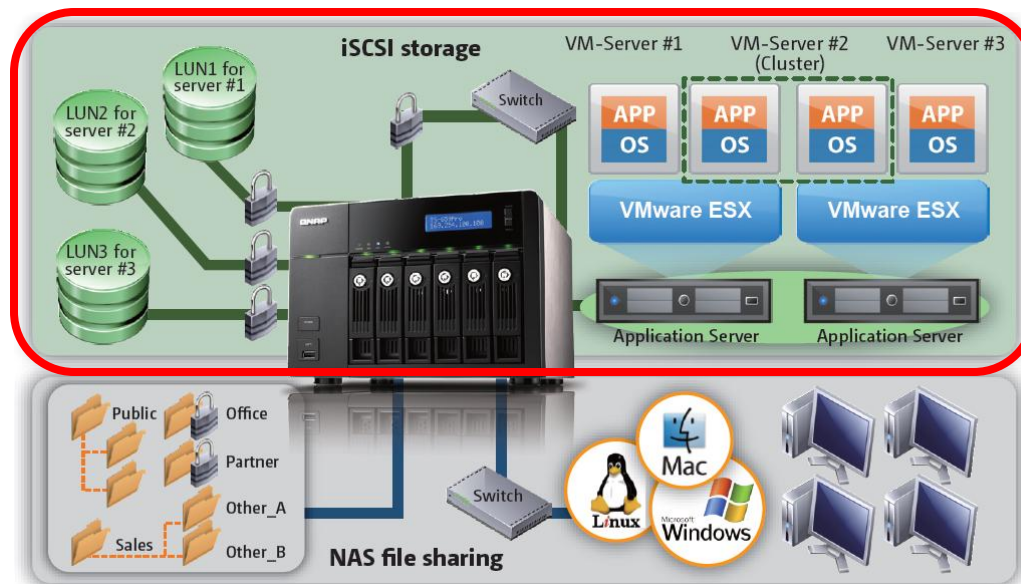 iSCSI storage
LUN1 for
server #1
LUN2 for
server #2
LUN3 for
server #3
Switch
VM-Server #1
VM-Server #2
(Cluster)
VM-Server #3
APP
OS
APP
OS
APP
OS
APP
OS
VMware ESX
VMware ESX
QNAP
Application Server
Application Server
Public
Office
Partner
Other_A
Sales
Other_B
Switch
NAS file sharing
Mac
Linux
Microsoft
Windows